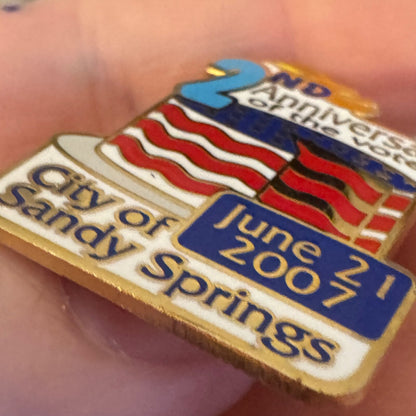 2ND
Anniversa
of the vote
City of
Sandy Springs
June 21
2007